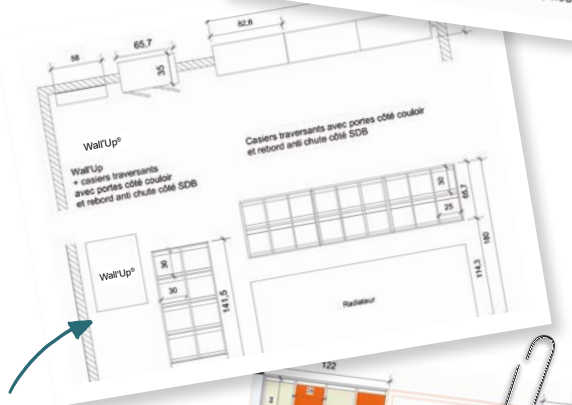 58
65,7
35
82,8
Wall'Up®
Wall'Up
+ casiers traversants
avec portes côté couloir
et rebord anti chute côté SDB
Casiers traversants avec portes côté couloir
et rebord anti chute côté SDB
30
25
65,7
180
114,3
Wall'Up®
30
30
141,5
Radiateur
122